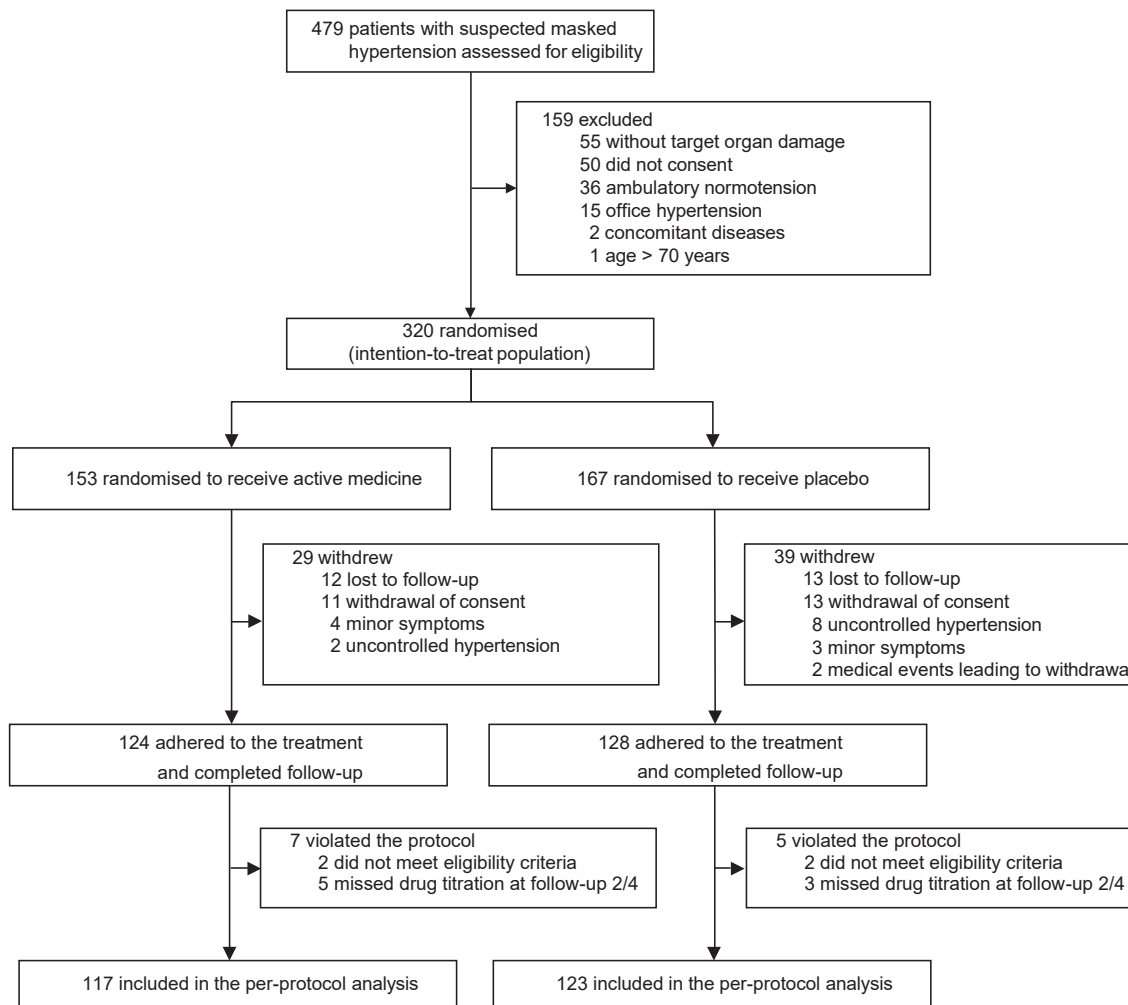 479 patients with suspected masked
hypertension assessed for eligibility
159 excluded
55 without target organ damage
50 did not consent
36 ambulatory normotension
15 office hypertension
2 concomitant diseases
1 age > 70 years
320 randomised
(intention-to-treat population)
153 randomised to receive active medicine
167 randomised to receive placebo
29 withdrew
12 lost to follow-up
11 withdrawal of consent
4 minor symptoms
2 uncontrolled hypertension
39 withdrew
13 lost to follow-up
13 withdrawal of consent
8 uncontrolled hypertension
3 minor symptoms
2 medical events leading to withdrawa
124 adhered to the treatment
and completed follow-up
128 adhered to the treatment
and completed follow-up
7 violated the protocol
2 did not meet eligibility criteria
5 missed drug titration at follow-up 2/4
5 violated the protocol
2 did not meet eligibility criteria
3 missed drug titration at follow-up 2/4
117 included in the per-protocol analysis
123 included in the per-protocol analysis